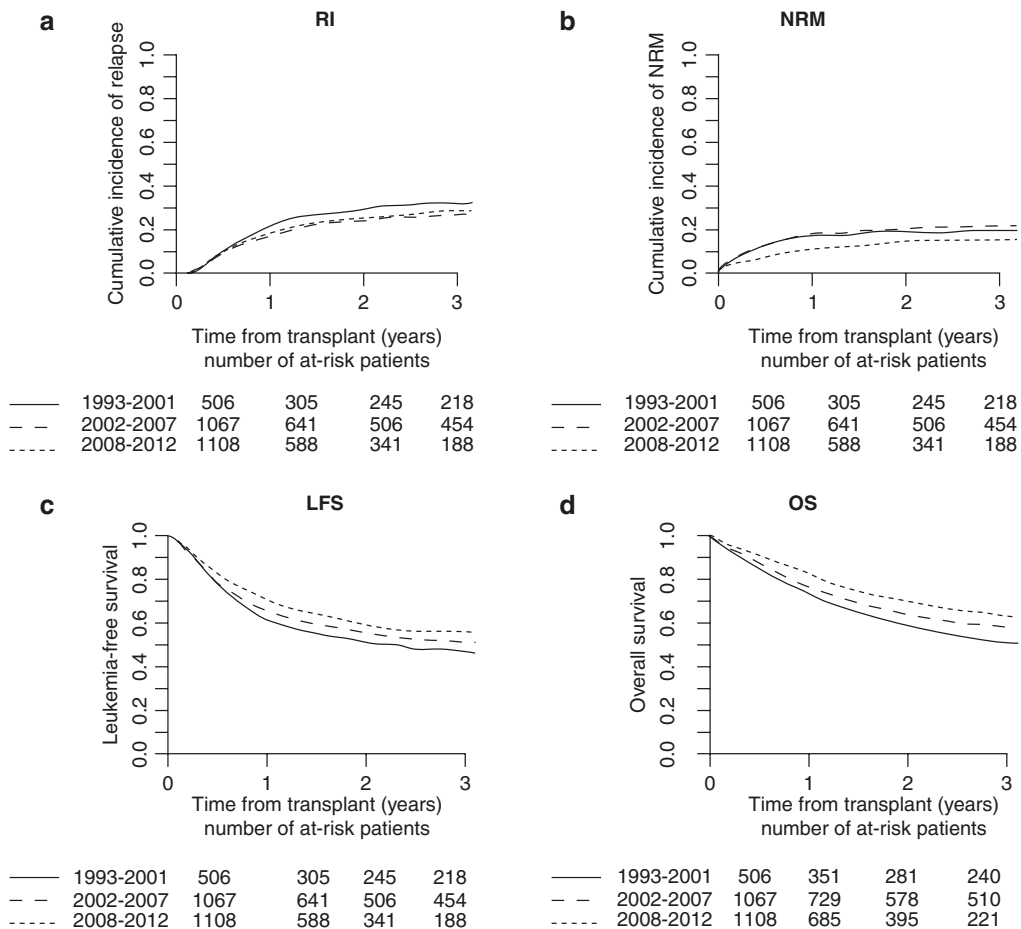 a
RI
Cumulative incidence of relapse
1.0
0.8
0.6
0.4
0.2
0.0
0 1 2 3
Time from transplant (years)
number of at-risk patients
1993-2001 506 305 245 218
2002-2007 1067 641 506 454
2008-2012 1108 588 341 188
b
NRM
Cumulative incidence of NRM
1.0
0.8
0.6
0.4
0.2
0.0
0 1 2 3
Time from transplant (years)
number of at-risk patients
1993-2001 506 305 245 218
2002-2007 1067 641 506 454
2008-2012 1108 588 341 188
c
LFS
Leukemia-free survival
1.0
0.8
0.6
0.4
0.2
0.0
0 1 2 3
Time from transplant (years)
number of at-risk patients
1993-2001 506 305 245 218
2002-2007 1067 641 506 454
2008-2012 1108 588 341 188
d
OS
Overall survival
1.0
0.8
0.6
0.4
0.2
0.0
0 1 2 3
Time from transplant (years)
number of at-risk patients
1993-2001 506 351 281 240
2002-2007 1067 729 578 510
2008-2012 1108 685 395 221